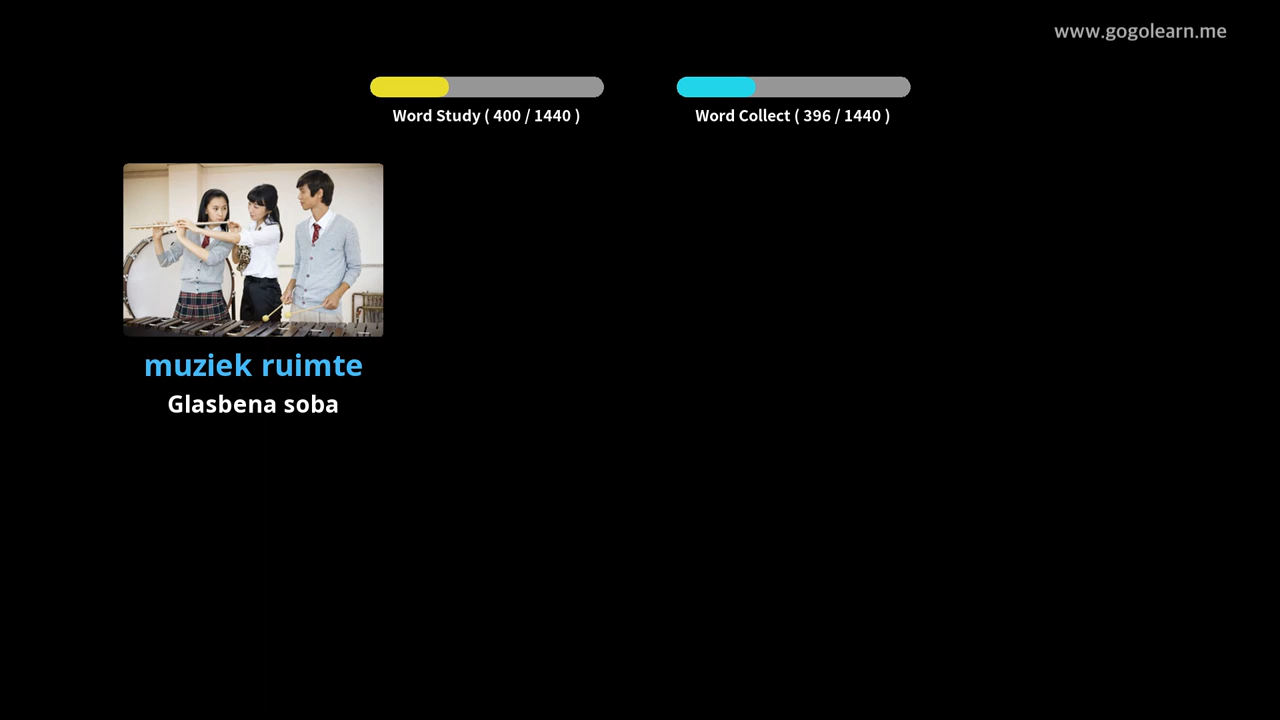 www.gogolearn.me
Word Study ( 400 / 1440 )
Word Collect ( 396 / 1440 )
muziek ruimte
Glasbena soba